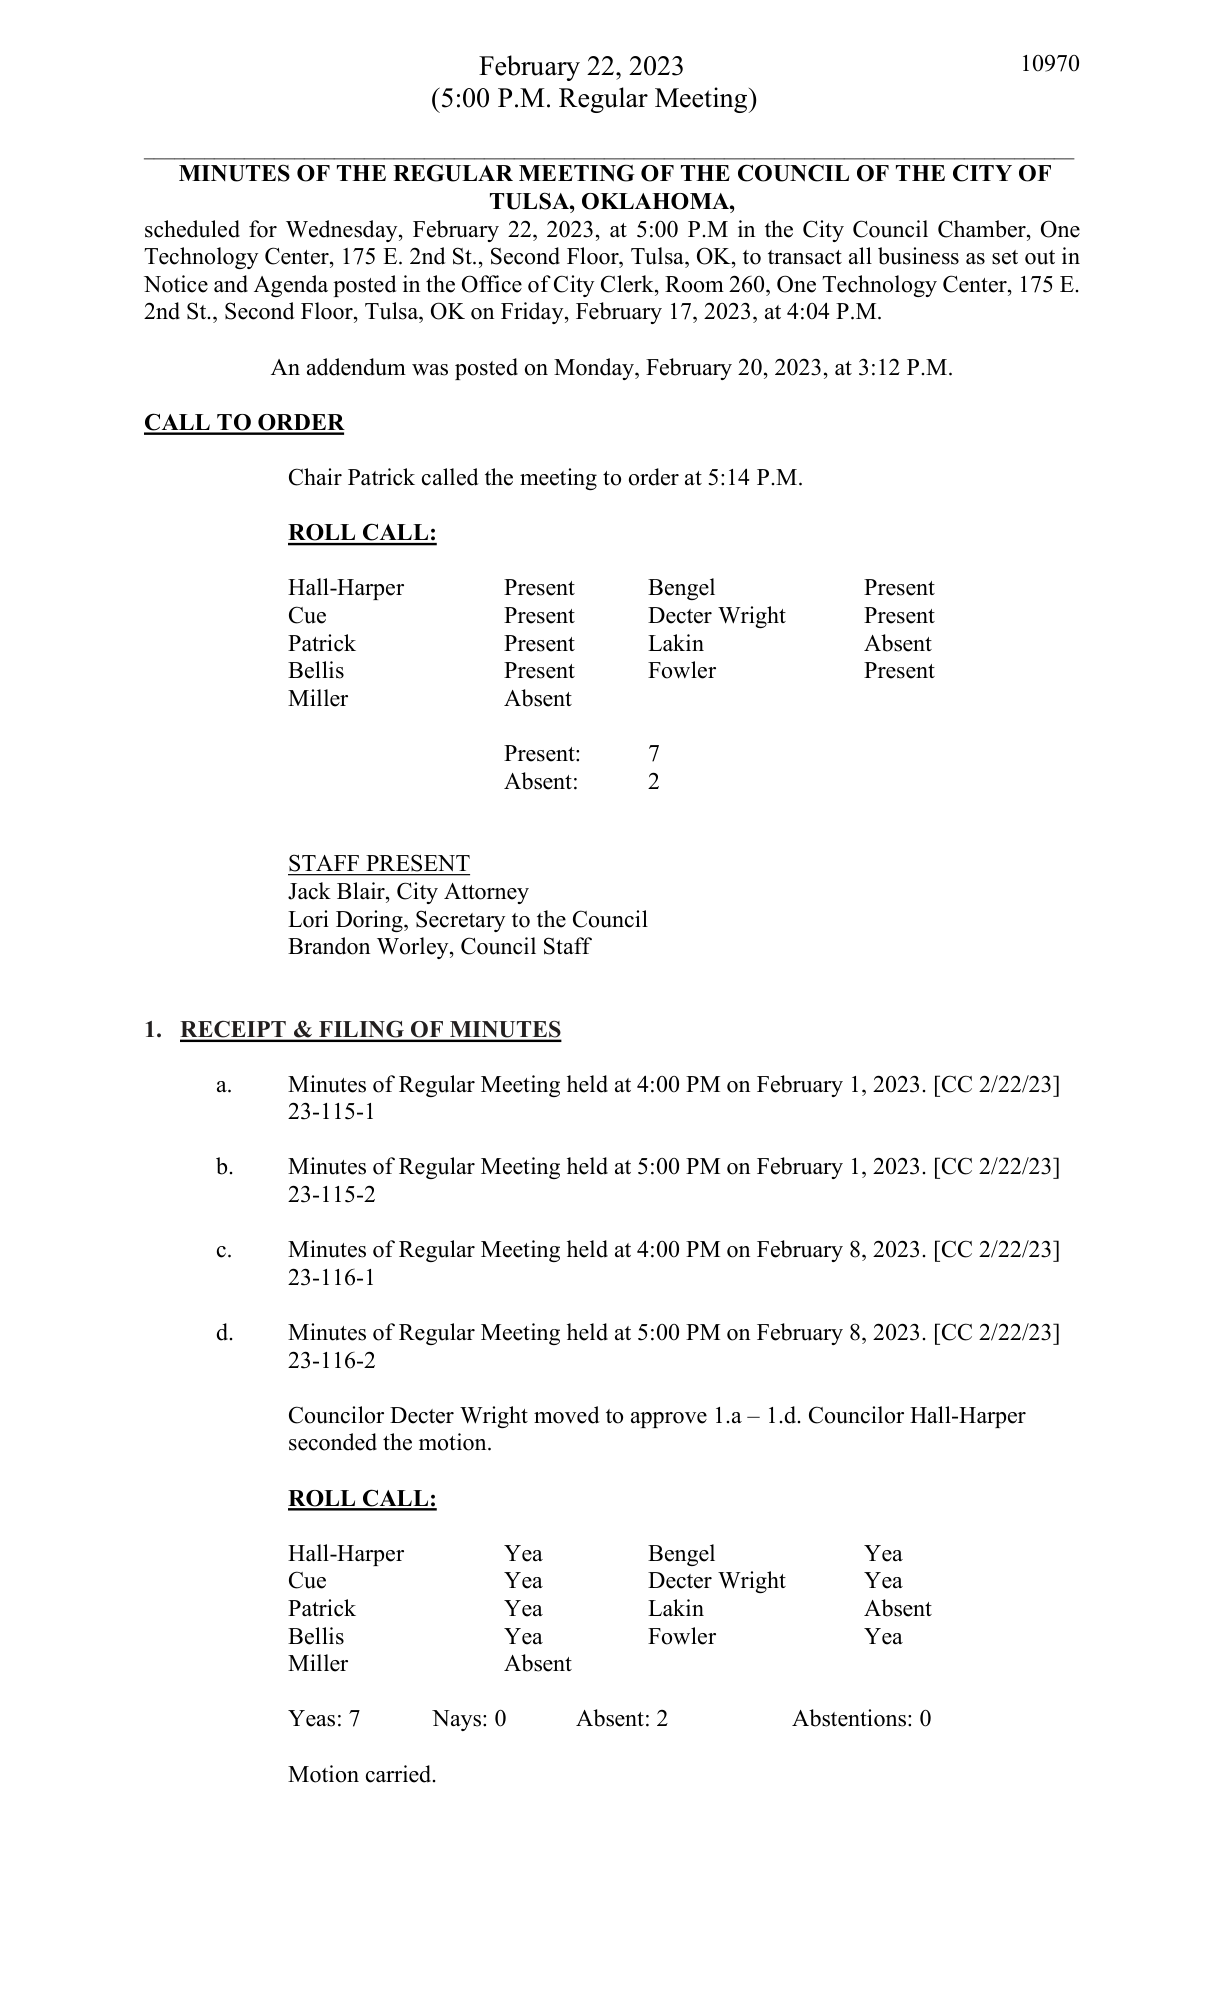 February 22, 2023
10970
(5:00 P.M. Regular Meeting)
MINUTES OF THE REGULAR MEETING OF THE COUNCIL OF THE CITY OF
TULSA, OKLAHOMA,
scheduled for Wednesday, February 22, 2023, at 5:00 P.M in the City Council Chamber, One
Technology Center, 175 E. 2nd St., Second Floor, Tulsa, OK, to transact all business as set out in
Notice and Agenda posted in the Office of City Clerk, Room 260, One Technology Center, 175 E.
2nd St., Second Floor, Tulsa, OK on Friday, February 17, 2023, at 4:04 P.M.
An addendum was posted on Monday, February 20, 2023, at 3:12 P.M.
CALL TO ORDER
Chair Patrick called the meeting to order at 5:14 P.M.
ROLL CALL:
Hall-Harper Present Bengel Present
Cue Present Decter Wright Present
Patrick Present Lakin Absent
Bellis Present Fowler Present
Miller Absent
Present: 7
Absent: 2
STAFF PRESENT
Jack Blair, City Attorney
Lori Doring, Secretary to the Council
Brandon Worley, Council Staff
1. RECEIPT & FILING OF MINUTES
a. Minutes of Regular Meeting held at 4:00 PM on February 1, 2023. [CC 2/22/23]
23-115-1
b. Minutes of Regular Meeting held at 5:00 PM on February 1, 2023. [CC 2/22/23]
23-115-2
c. Minutes of Regular Meeting held at 4:00 PM on February 8, 2023. [CC 2/22/23]
23-116-1
d. Minutes of Regular Meeting held at 5:00 PM on February 8, 2023. [CC 2/22/23]
23-116-2
Councilor Decter Wright moved to approve 1.a – 1.d. Councilor Hall-Harper
seconded the motion.
ROLL CALL:
Hall-Harper Yea Bengel Yea
Cue Yea Decter Wright Yea
Patrick Yea Lakin Absent
Bellis Yea Fowler Yea
Miller Absent
Yeas: 7 Nays: 0 Absent: 2 Abstentions: 0
Motion carried.